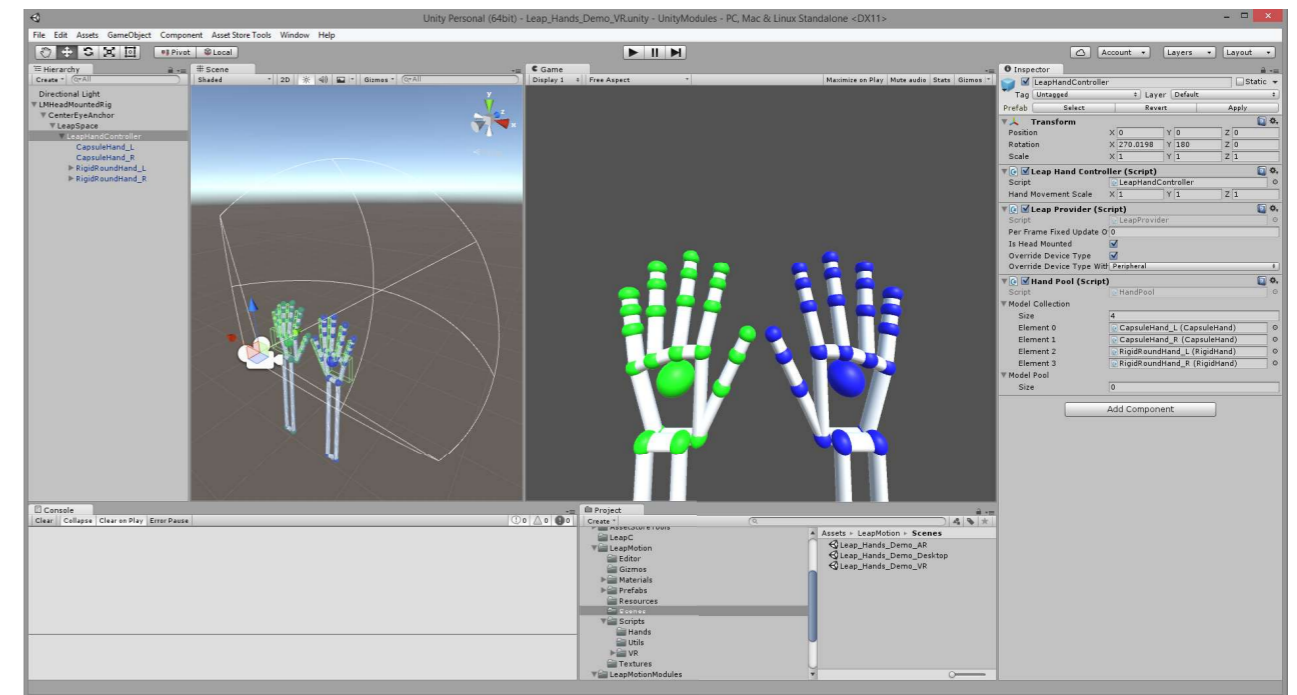 Unity Personal (64bit) - Leap_Hands_Demo_VR.unity - UnityModules - PC, Mac & Linux Standalone <DX11>
File Edit Assets GameObject Component Asset Store Tools Window Help
Pivot Local Account Layers Layout
Hierarchy
Create All
Directional Light
LMHeadMountedRig
CenterEyeAnchor
LeapSpace
LeapHandController
CapsuleHand_L
CapsuleHand_R
RigidRoundHand_L
RigidRoundHand_R
Scene
Shaded 2D Gizmos All
y
z
x
Game
Display 1 Free Aspect Maximize on Play Mute audio Stats Gizmos
Inspector
LeapHandController Static
Tag Untagged Layer Default
Prefab Select Revert Apply
Transform
Position X 0 Y 0 Z 0
Rotation X 270.0198 Y 180 Z 0
Scale X 1 Y 1 Z 1
Leap Hand Controller (Script)
Script LeapHandController
Hand Movement Scale X 1 Y 1 Z 1
Leap Provider (Script)
Script LeapProvider
Per Frame Fixed Update O 0
Is Head Mounted
Override Device Type
Override Device Type With Peripheral
Hand Pool (Script)
Script HandPool
Model Collection
Size 4
Element 0 CapsuleHand_L (CapsuleHand)
Element 1 CapsuleHand_R (CapsuleHand)
Element 2 RigidRoundHand_L (RigidHand)
Element 3 RigidRoundHand_R (RigidHand)
Model Pool
Size 0
Add Component
Console
Clear Collapse Clear on Play Error Pause 0 0 0
Project
Create
AssetStoreTools
LeapC
LeapMotion
Editor
Gizmos
Materials
Prefabs
Resources
Scenes
Scripts
Hands
Utils
VR
Textures
LeapMotionModules
Assets LeapMotion Scenes
Leap_Hands_Demo_AR
Leap_Hands_Demo_Desktop
Leap_Hands_Demo_VR